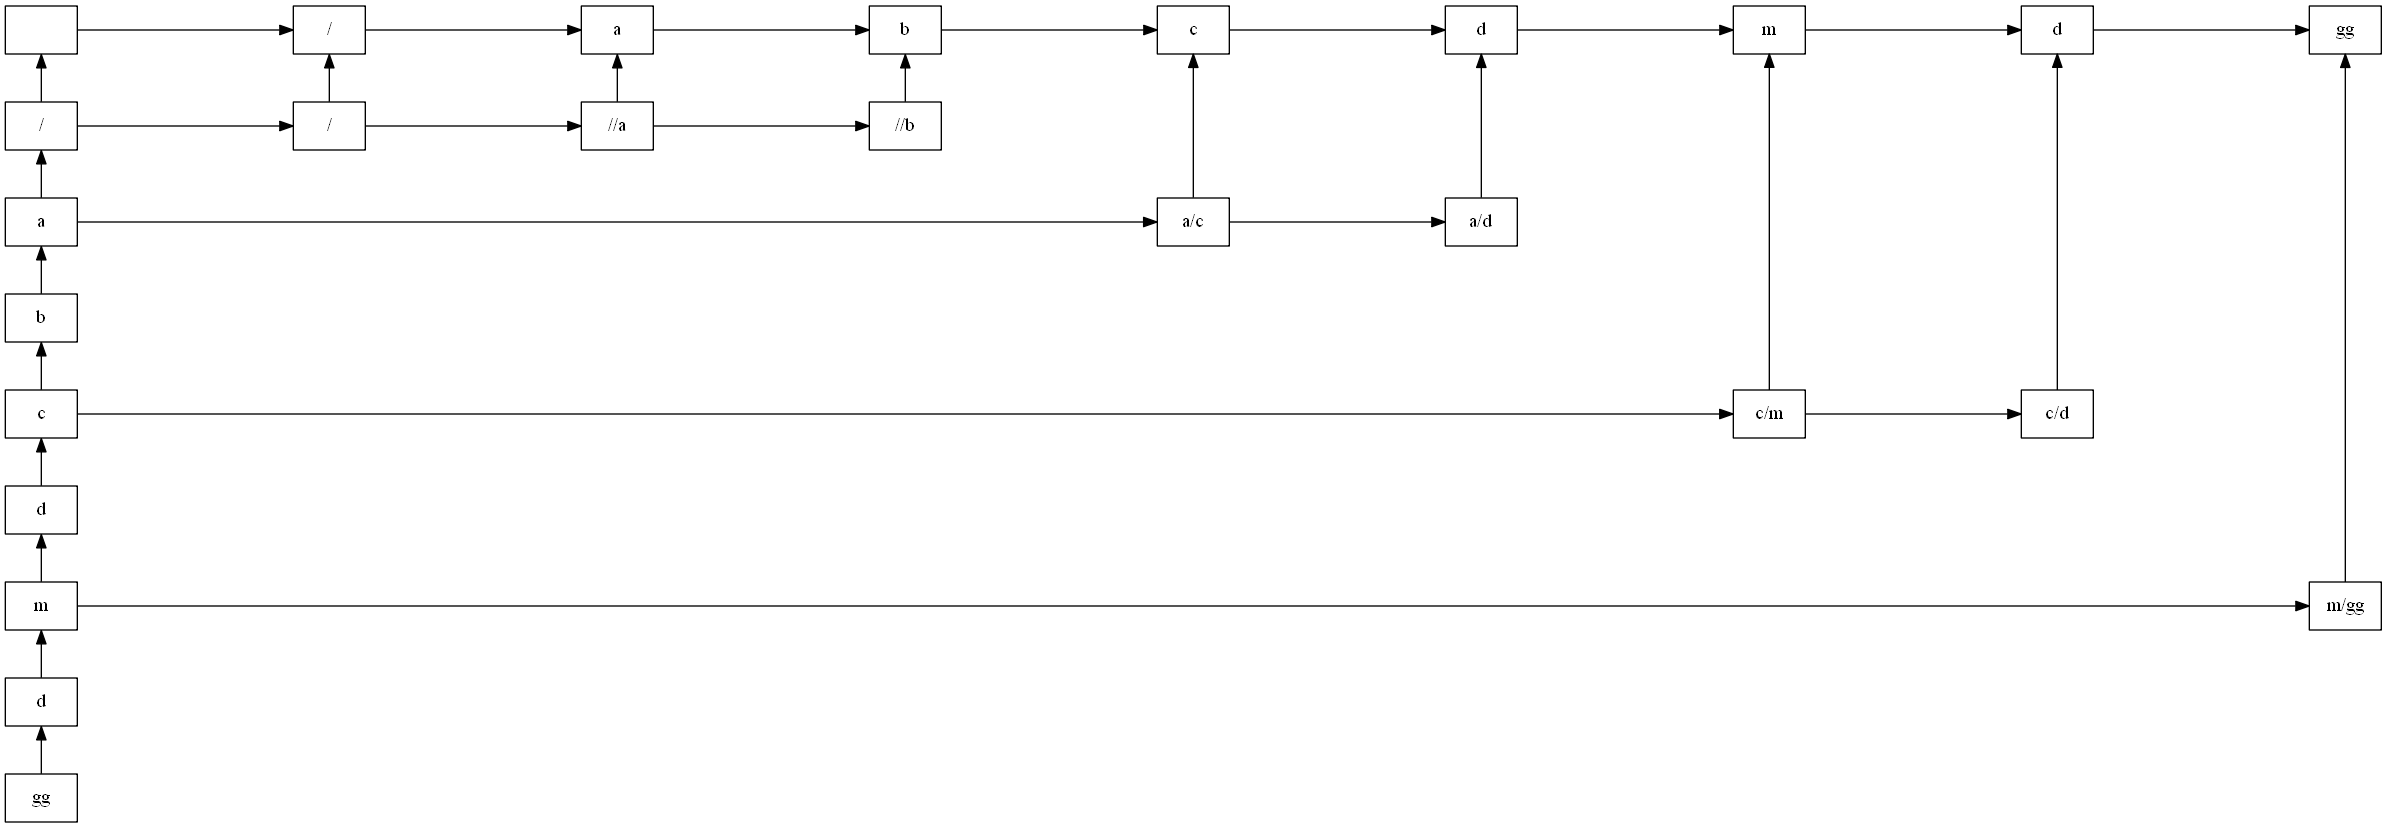 / a b c d m d gg
/ / //a //b
a a/c a/d
b
c c/m c/d
d
m m/gg
d
gg